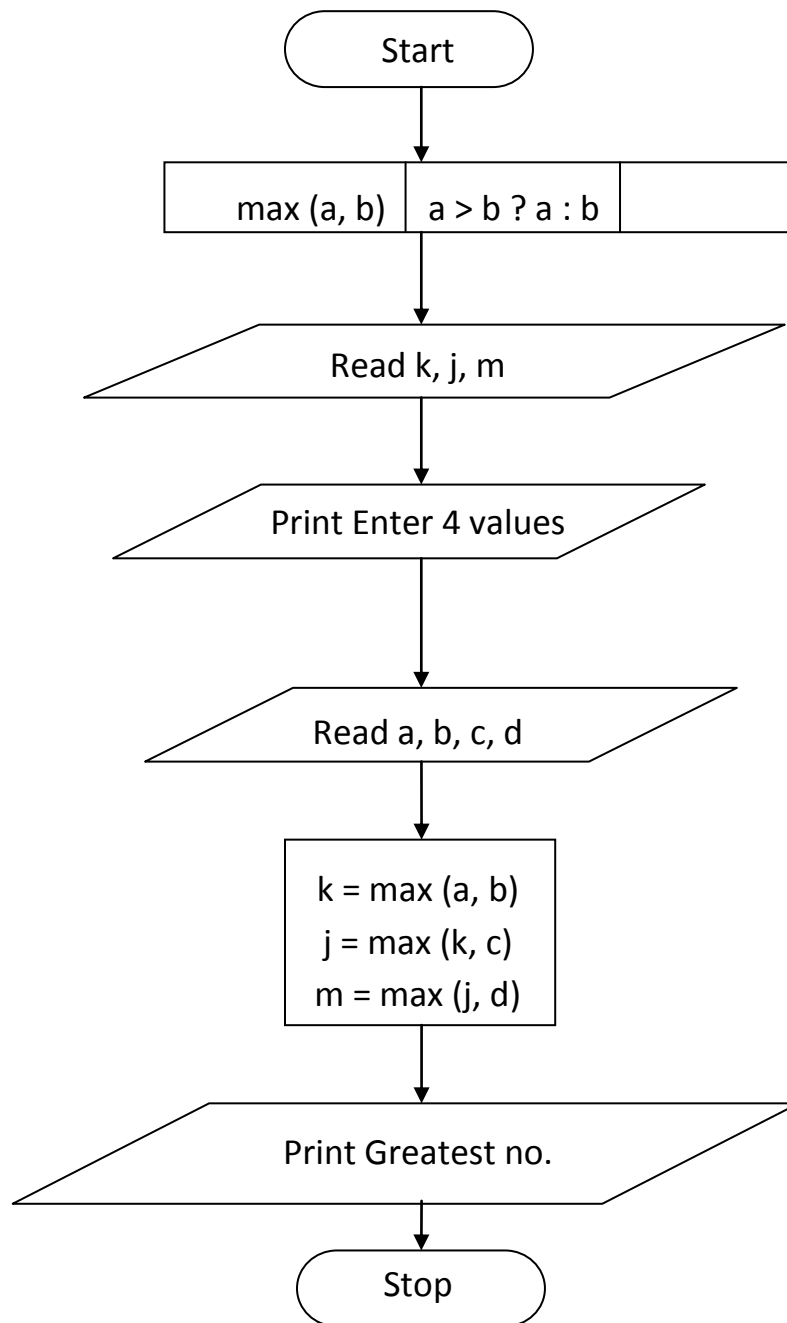 Start
max (a, b) a > b ? a : b
Read k, j, m
Print Enter 4 values
Read a, b, c, d
k = max (a, b)
j = max (k, c)
m = max (j, d)
Print Greatest no.
Stop